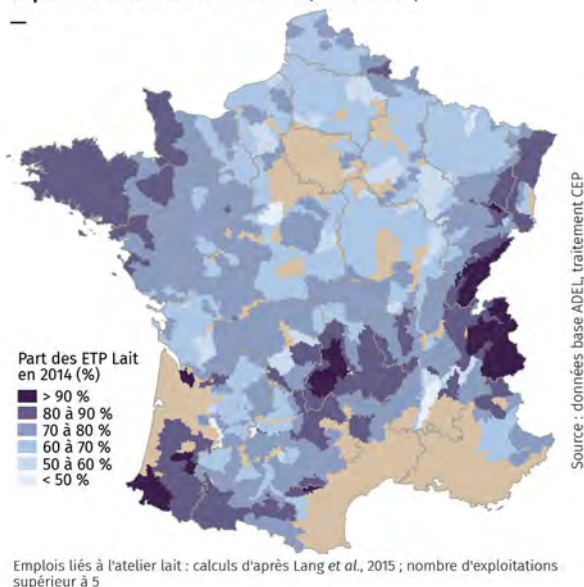 Part des ETP Lait
en 2014 (%)
> 90 %
80 à 90 %
70 à 80 %
60 à 70 %
50 à 60 %
< 50 %
Source : données base ADEL, traitement CEP
Emplois liés à l'atelier lait : calculs d'après Lang et al., 2015 ; nombre d'exploitations
supérieur à 5